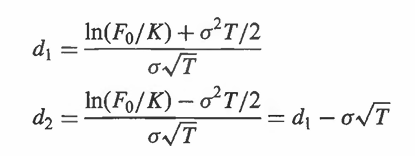 d₁ = (ln(F₀/K) + σ²T/2) / (σ√T)
d₂ = (ln(F₀/K) − σ²T/2) / (σ√T) = d₁ − σ√T